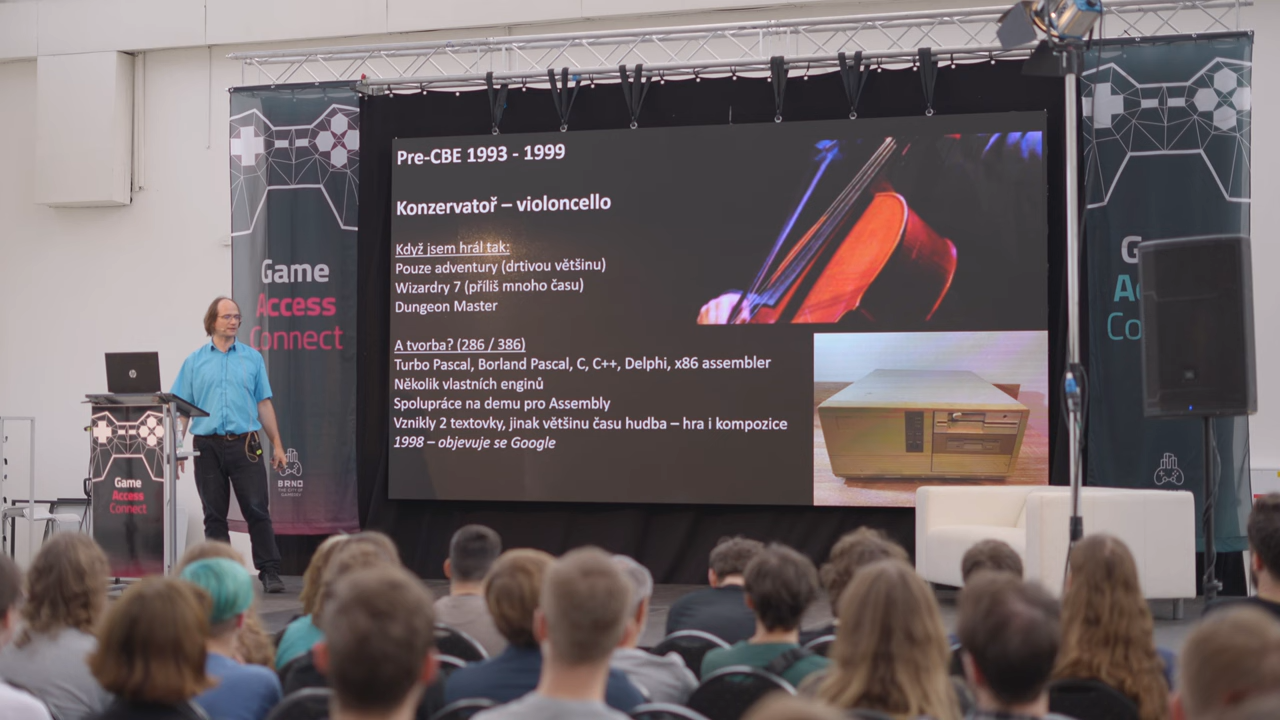 Pre-CBE 1993 - 1999
Konzervatoř – violoncello
Když jsem hrál tak:
Pouze adventury (drtivou většinu)
Wizardry 7 (příliš mnoho času)
Dungeon Master
A tvorba? (286 / 386)
Turbo Pascal, Borland Pascal, C, C++, Delphi, x86 assembler
Několik vlastních enginů
Spolupráce na demu pro Assembly
Vznikly 2 textovky, jinak většinu času hudba – hra i kompozice
1998 – objevuje se Google
Game
Access
Connect
BRNO
hp
Game
Access
Connect
G
Co